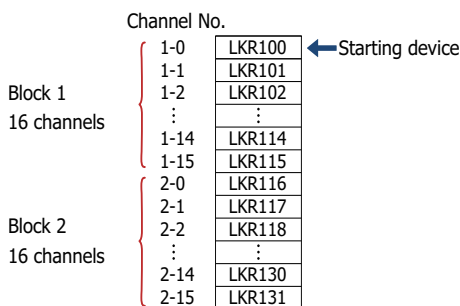 Channel No.
1-0 LKR100 Starting device
1-1 LKR101
Block 1 1-2 LKR102
16 channels ⋮ ⋮
1-14 LKR114
1-15 LKR115
2-0 LKR116
2-1 LKR117
Block 2 2-2 LKR118
16 channels ⋮ ⋮
2-14 LKR130
2-15 LKR131